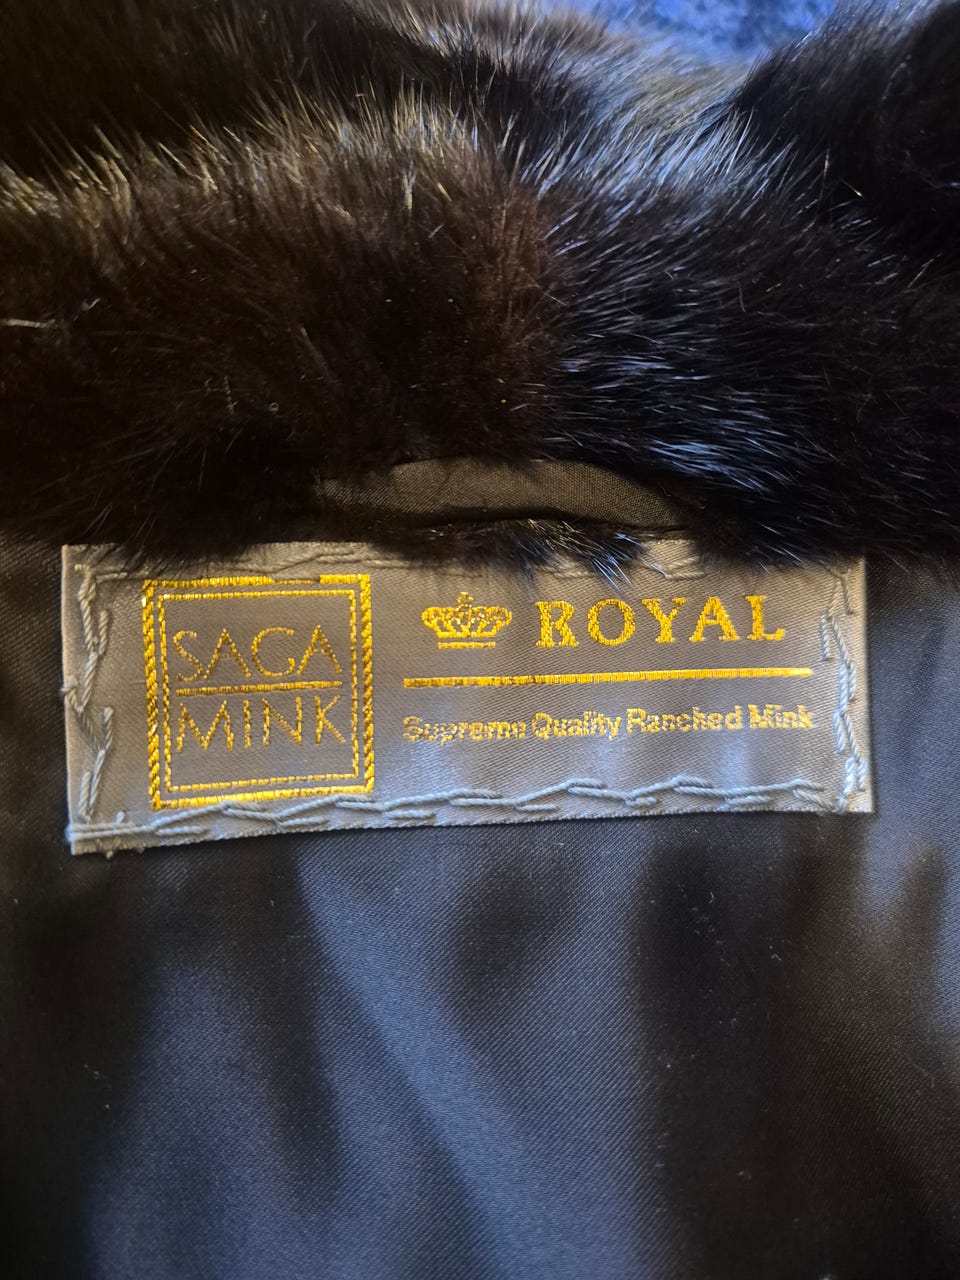 SAGA
MINK
ROYAL
Supreme Quality Ranched Mink